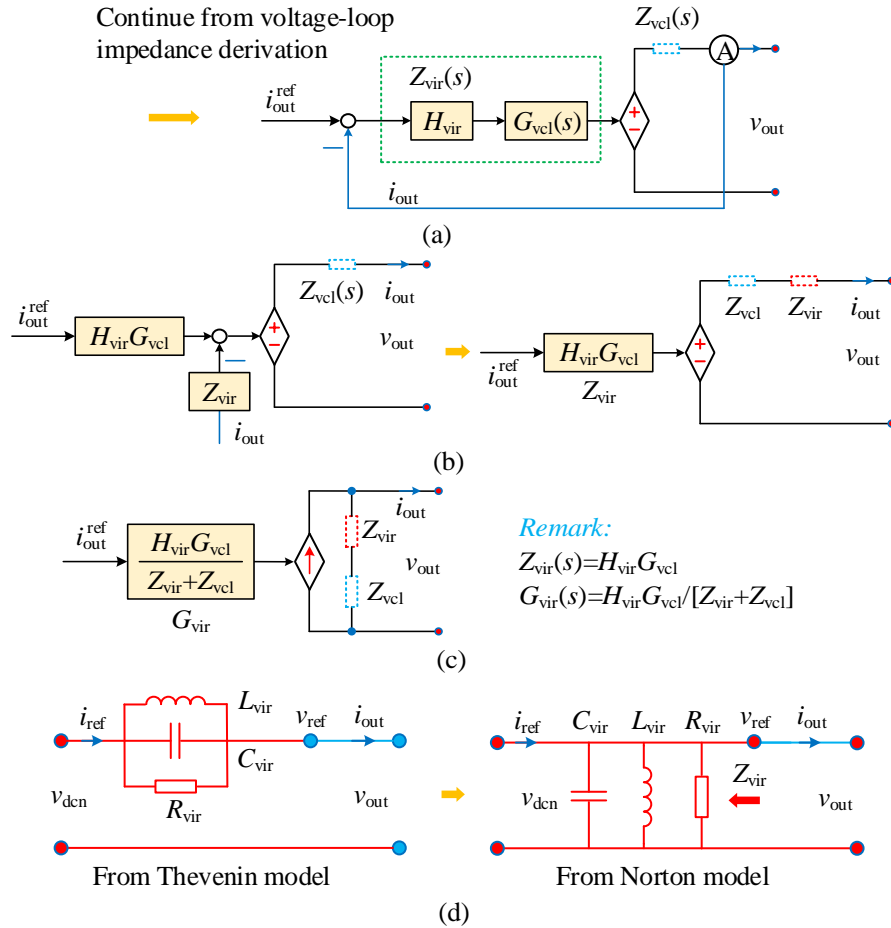 Continue from voltage-loop
impedance derivation
Z_vcl(s)
A
Z_vir(s)
i_out^ref
H_vir
G_vcl(s)
+
−
−
v_out
i_out
(a)
Z_vcl(s)
i_out
i_out^ref
H_vir G_vcl
−
+
−
v_out
Z_vir
i_out
Z_vcl
Z_vir
i_out
i_out^ref
H_vir G_vcl
Z_vir
+
−
v_out
(b)
i_out^ref
H_vir G_vcl
Z_vir+Z_vcl
G_vir
i_out
Z_vir
v_out
Z_vcl
Remark:
Z_vir(s)=H_vir G_vcl
G_vir(s)=H_vir G_vcl/[Z_vir+Z_vcl]
(c)
i_ref
L_vir
v_ref
i_out
C_vir
v_dcn
R_vir
v_out
From Thevenin model
i_ref
C_vir
L_vir
R_vir
v_ref
i_out
Z_vir
v_dcn
v_out
From Norton model
(d)